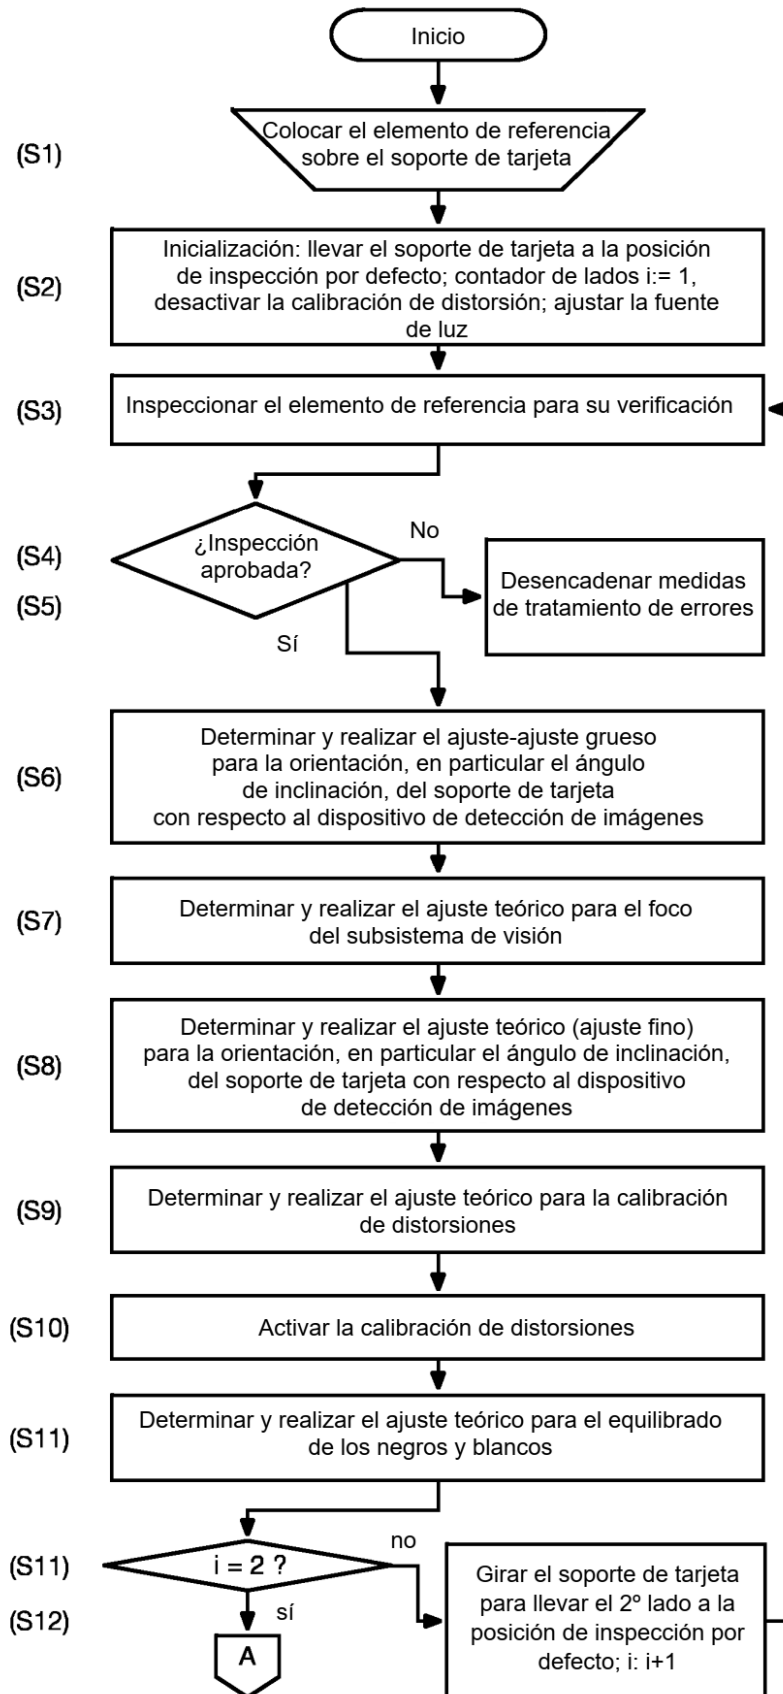 Inicio
(S1)
Colocar el elemento de referencia
sobre el soporte de tarjeta
(S2)
Inicialización: llevar el soporte de tarjeta a la posición
de inspección por defecto; contador de lados i:= 1,
desactivar la calibración de distorsión; ajustar la fuente
de luz
(S3)
Inspeccionar el elemento de referencia para su verificación
(S4)
¿Inspección
aprobada?
No
Sí
(S5)
Desencadenar medidas
de tratamiento de errores
(S6)
Determinar y realizar el ajuste-ajuste grueso
para la orientación, en particular el ángulo
de inclinación, del soporte de tarjeta
con respecto al dispositivo de detección de imágenes
(S7)
Determinar y realizar el ajuste teórico para el foco
del subsistema de visión
(S8)
Determinar y realizar el ajuste teórico (ajuste fino)
para la orientación, en particular el ángulo de inclinación,
del soporte de tarjeta con respecto al dispositivo
de detección de imágenes
(S9)
Determinar y realizar el ajuste teórico para la calibración
de distorsiones
(S10)
Activar la calibración de distorsiones
(S11)
Determinar y realizar el ajuste teórico para el equilibrado
de los negros y blancos
(S11)
i = 2 ?
no
sí
(S12)
Girar el soporte de tarjeta
para llevar el 2º lado a la
posición de inspección por
defecto; i: i+1
A